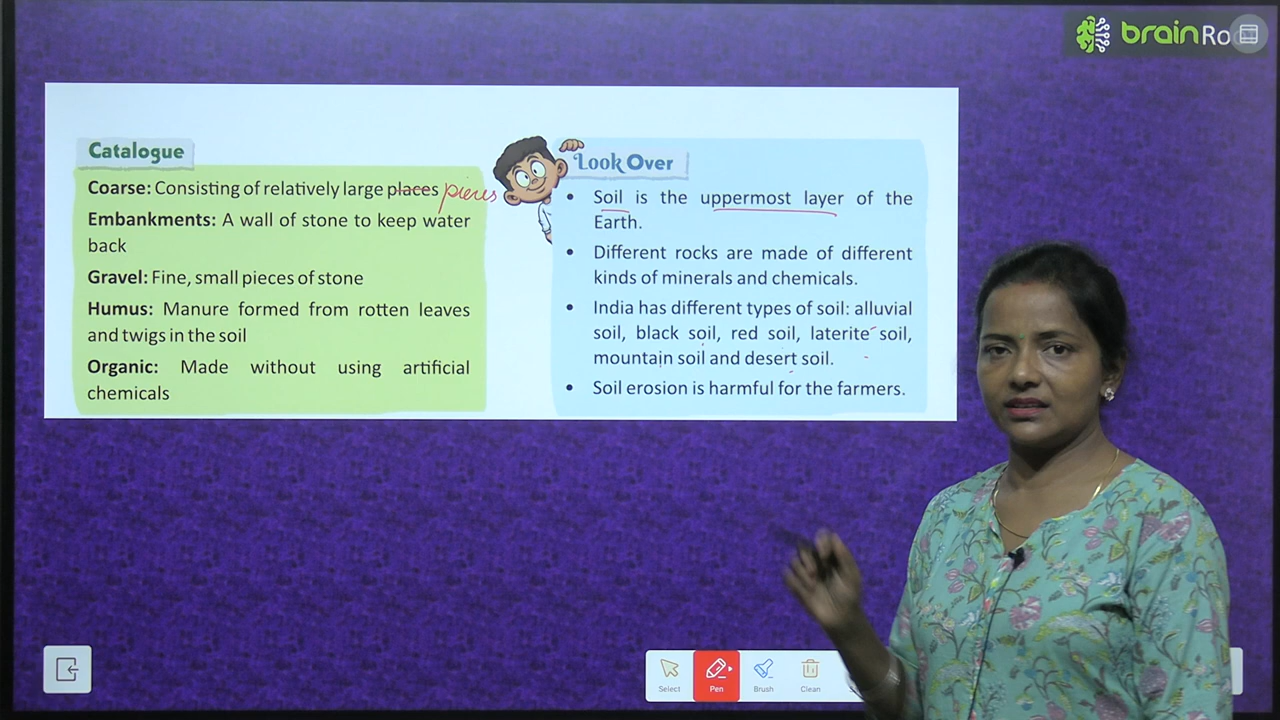 brainRo
Catalogue
Coarse: Consisting of relatively large places pieces
Embankments: A wall of stone to keep water
back
Gravel: Fine, small pieces of stone
Humus: Manure formed from rotten leaves
and twigs in the soil
Organic: Made without using artificial
chemicals
Look Over
• Soil is the uppermost layer of the
Earth.
• Different rocks are made of different
kinds of minerals and chemicals.
• India has different types of soil: alluvial
soil, black soil, red soil, laterite soil,
mountain soil and desert soil.
• Soil erosion is harmful for the farmers.
Select Pen Brush Clean